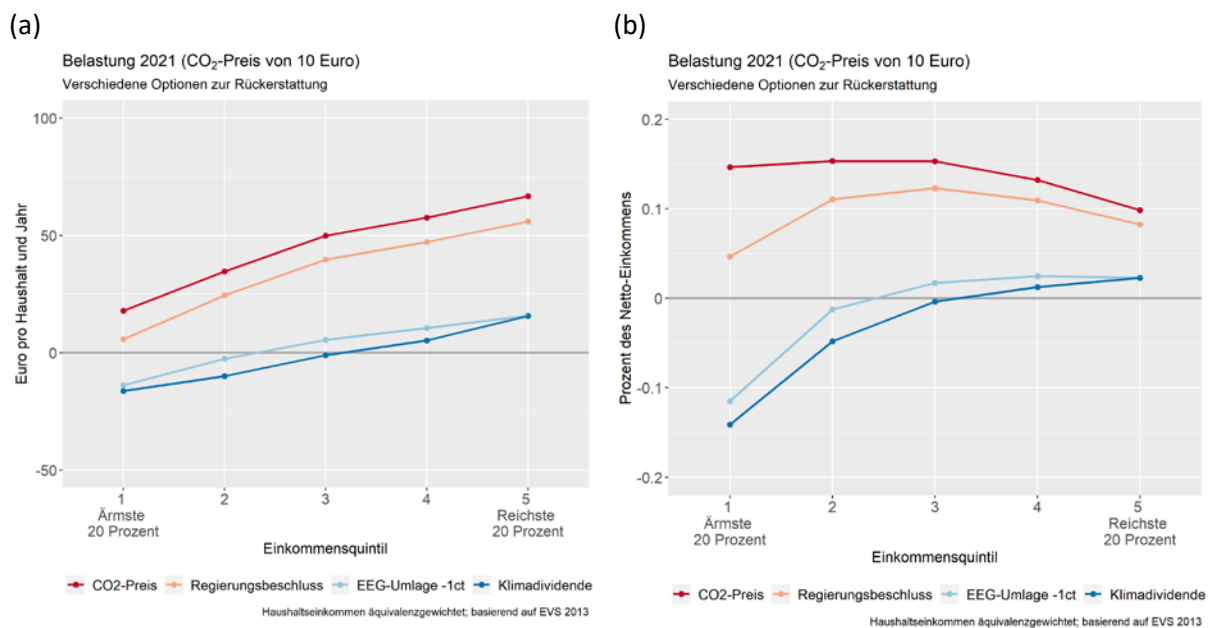 (a)
Belastung 2021 (CO₂-Preis von 10 Euro)
Verschiedene Optionen zur Rückerstattung
Euro pro Haushalt und Jahr
100
50
0
-50
1
2
3
4
5
Ärmste
20 Prozent
Reichste
20 Prozent
Einkommensquintil
CO2-Preis Regierungsbeschluss EEG-Umlage -1ct Klimadividende
Haushaltseinkommen äquivalenzgewichtet; basierend auf EVS 2013
(b)
Belastung 2021 (CO₂-Preis von 10 Euro)
Verschiedene Optionen zur Rückerstattung
Prozent des Netto-Einkommens
0.2
0.1
0
-0.1
-0.2
1
2
3
4
5
Ärmste
20 Prozent
Reichste
20 Prozent
Einkommensquintil
CO2-Preis Regierungsbeschluss EEG-Umlage -1ct Klimadividende
Haushaltseinkommen äquivalenzgewichtet; basierend auf EVS 2013